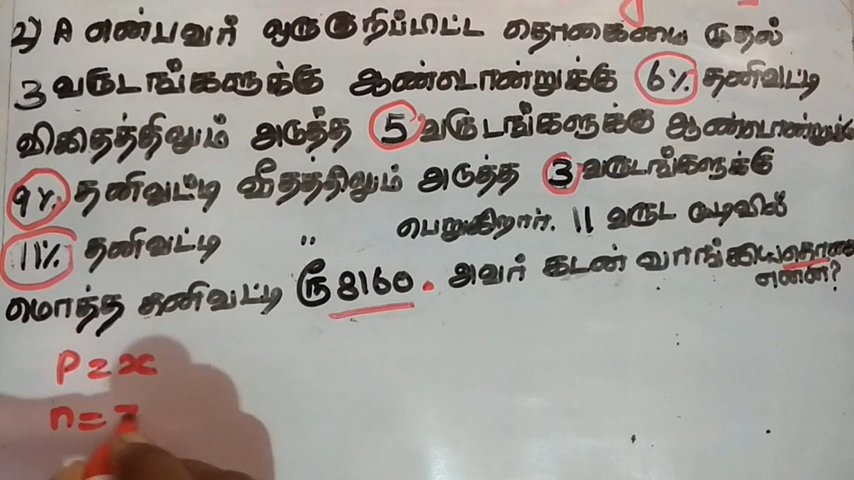 2) A என்பவர் ஒரு குறிப்பிட்ட தொகையை முதல்
3 வருடங்களுக்கு ஆண்டொன்றுக்கு 6% தனிவட்டி
விகிதத்திலும் அடுத்த 5 வருடங்களுக்கு ஆண்டொன்றுக்கு
9% தனிவட்டி வீதத்திலும் அடுத்த 3 வருடங்களுக்கு
11% தனிவட்டி " பெறுகிறார். 11 வருட முடிவில்
மொத்த தனிவட்டி ரூ 8160. அவர் கடன் வாங்கிய தொகை
என்ன?
P = x
n =